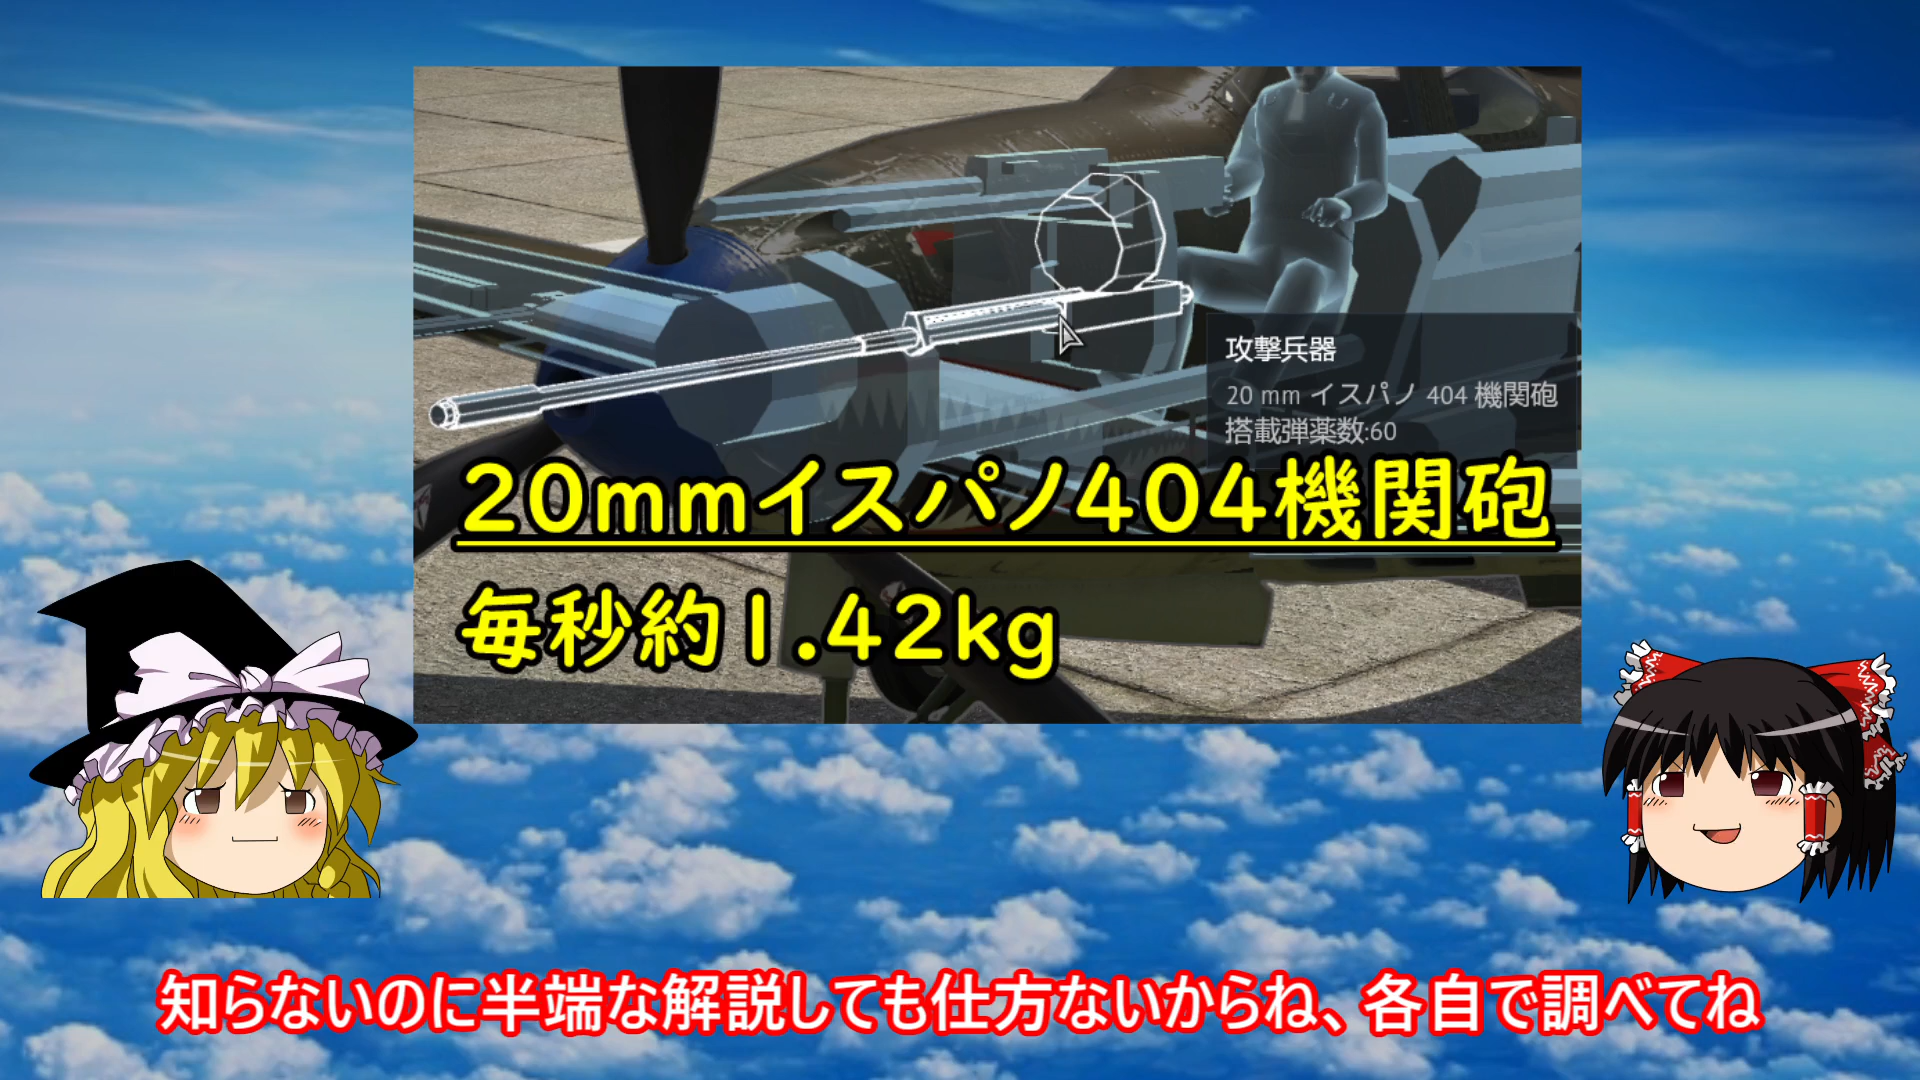 攻撃兵器
20 mm イスパノ 404 機関砲
搭載弾薬数:60
20mmイスパノ404機関砲
毎秒約1.42kg
知らないのに半端な解説しても仕方ないからね、各自で調べてね